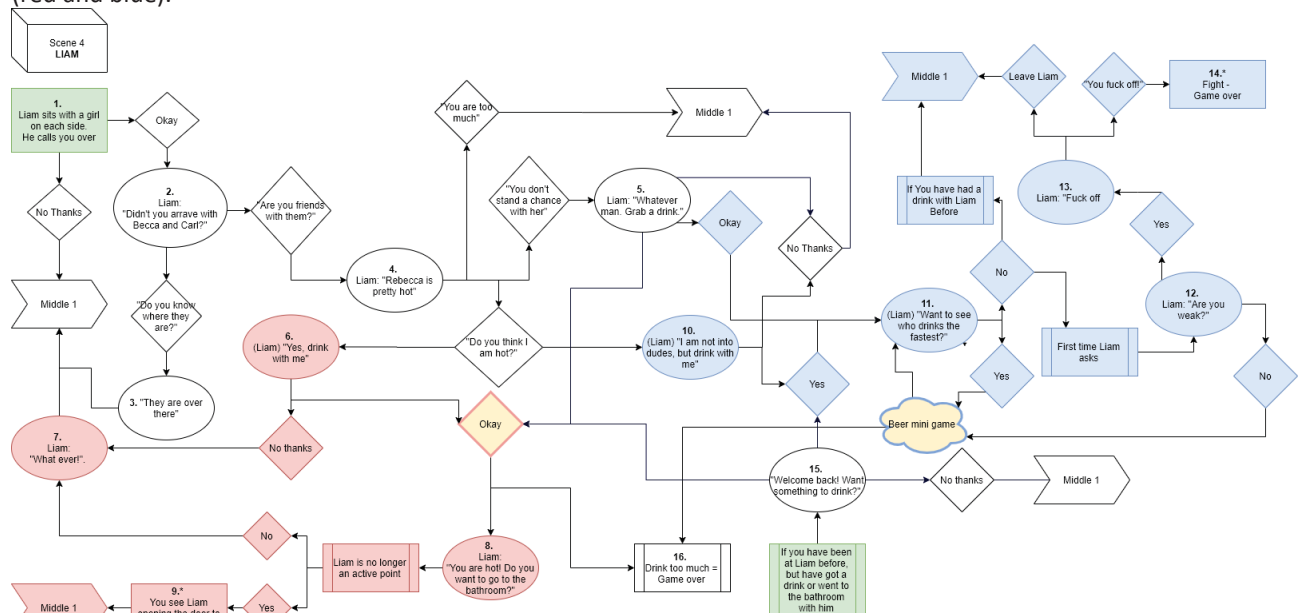 (red and blue).
Scene 4
LIAM
1.
Liam sits with a girl
on each side.
He calls you over
Okay
No Thanks
Middle 1
2.
Liam:
"Didn't you arrave with
Becca and Carl?"
"Are you friends
with them?"
"Do you know
where they
are?"
3. "They are over
there"
4.
Liam: "Rebecca is
pretty hot"
"You are too
much"
Middle 1
"You don't
stand a chance
with her"
5.
Liam: "Whatever
man. Grab a drink."
Okay
No Thanks
"Do you think I
am hot?"
6.
(Liam) "Yes, drink
with me"
No thanks
Okay
7.
Liam:
"What ever!".
8.
Liam:
"You are hot! Do you
want to go to the
bathroom?"
Liam is no longer
an active point
No
Yes
9.*
You see Liam
opening the door to
Middle 1
10.
(Liam) "I am not into
dudes, but drink with
me"
Yes
11.
(Liam) "Want to see
who drinks the
fastest?"
No
Yes
If You have had a
drink with Liam
Before
Middle 1
First time Liam
asks
12.
Liam: "Are you
weak?"
Yes
No
13.
Liam: "Fuck off
Leave Liam
"You fuck off!"
14.*
Fight -
Game over
Beer mini game
15.
"Welcome back! Want
something to drink?"
No thanks
Middle 1
16.
Drink too much =
Game over
If you have been
at Liam before,
but have got a
drink or went to
the bathroom
with him